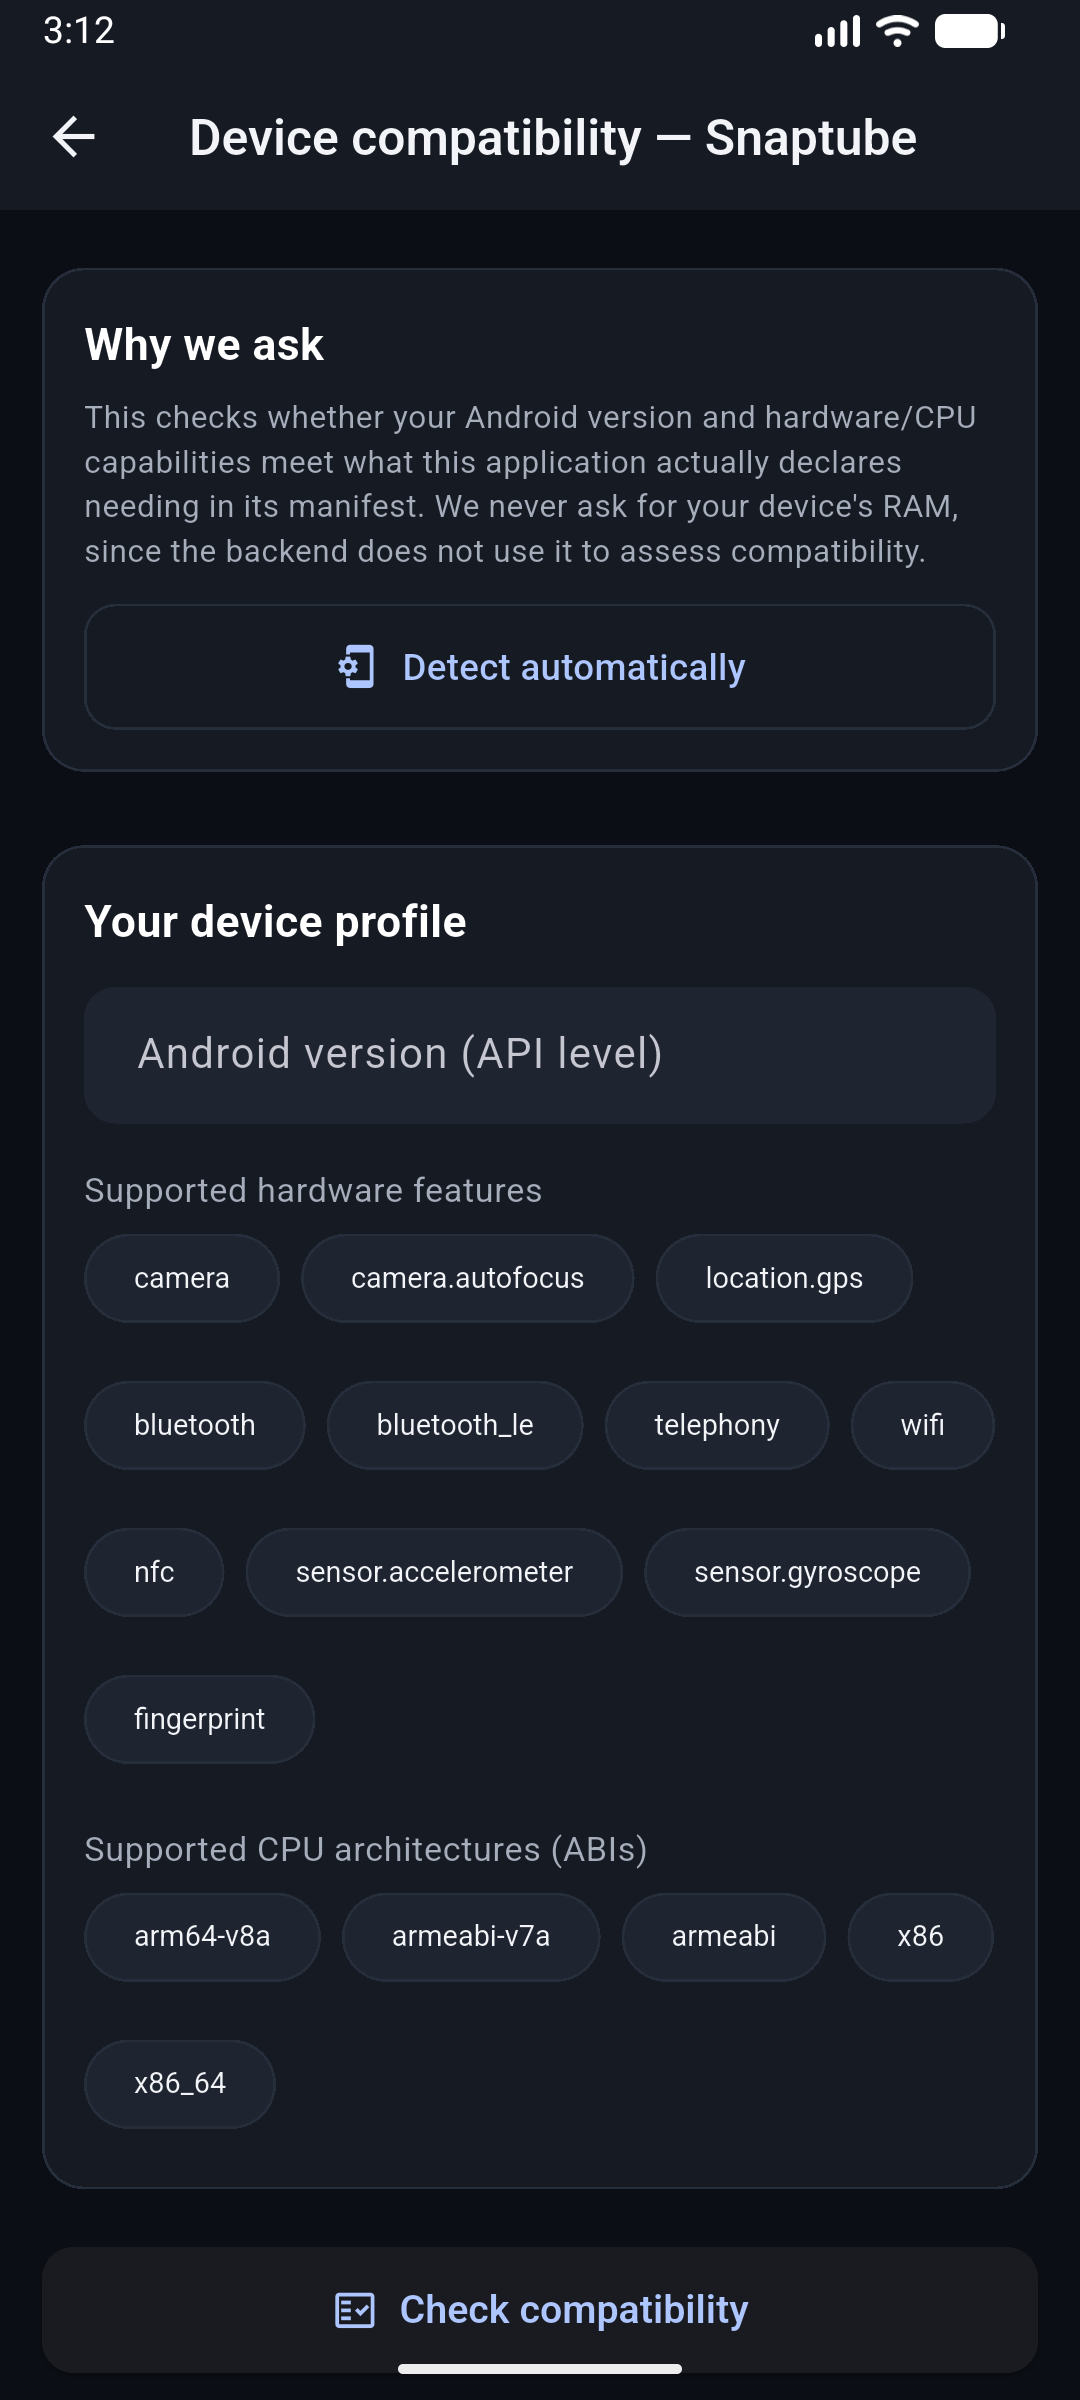 3:12
Device compatibility — Snaptube
Why we ask
This checks whether your Android version and hardware/CPU
capabilities meet what this application actually declares
needing in its manifest. We never ask for your device's RAM,
since the backend does not use it to assess compatibility.
Detect automatically
Your device profile
Android version (API level)
Supported hardware features
camera camera.autofocus location.gps
bluetooth bluetooth_le telephony wifi
nfc sensor.accelerometer sensor.gyroscope
fingerprint
Supported CPU architectures (ABIs)
arm64-v8a armeabi-v7a armeabi x86
x86_64
Check compatibility